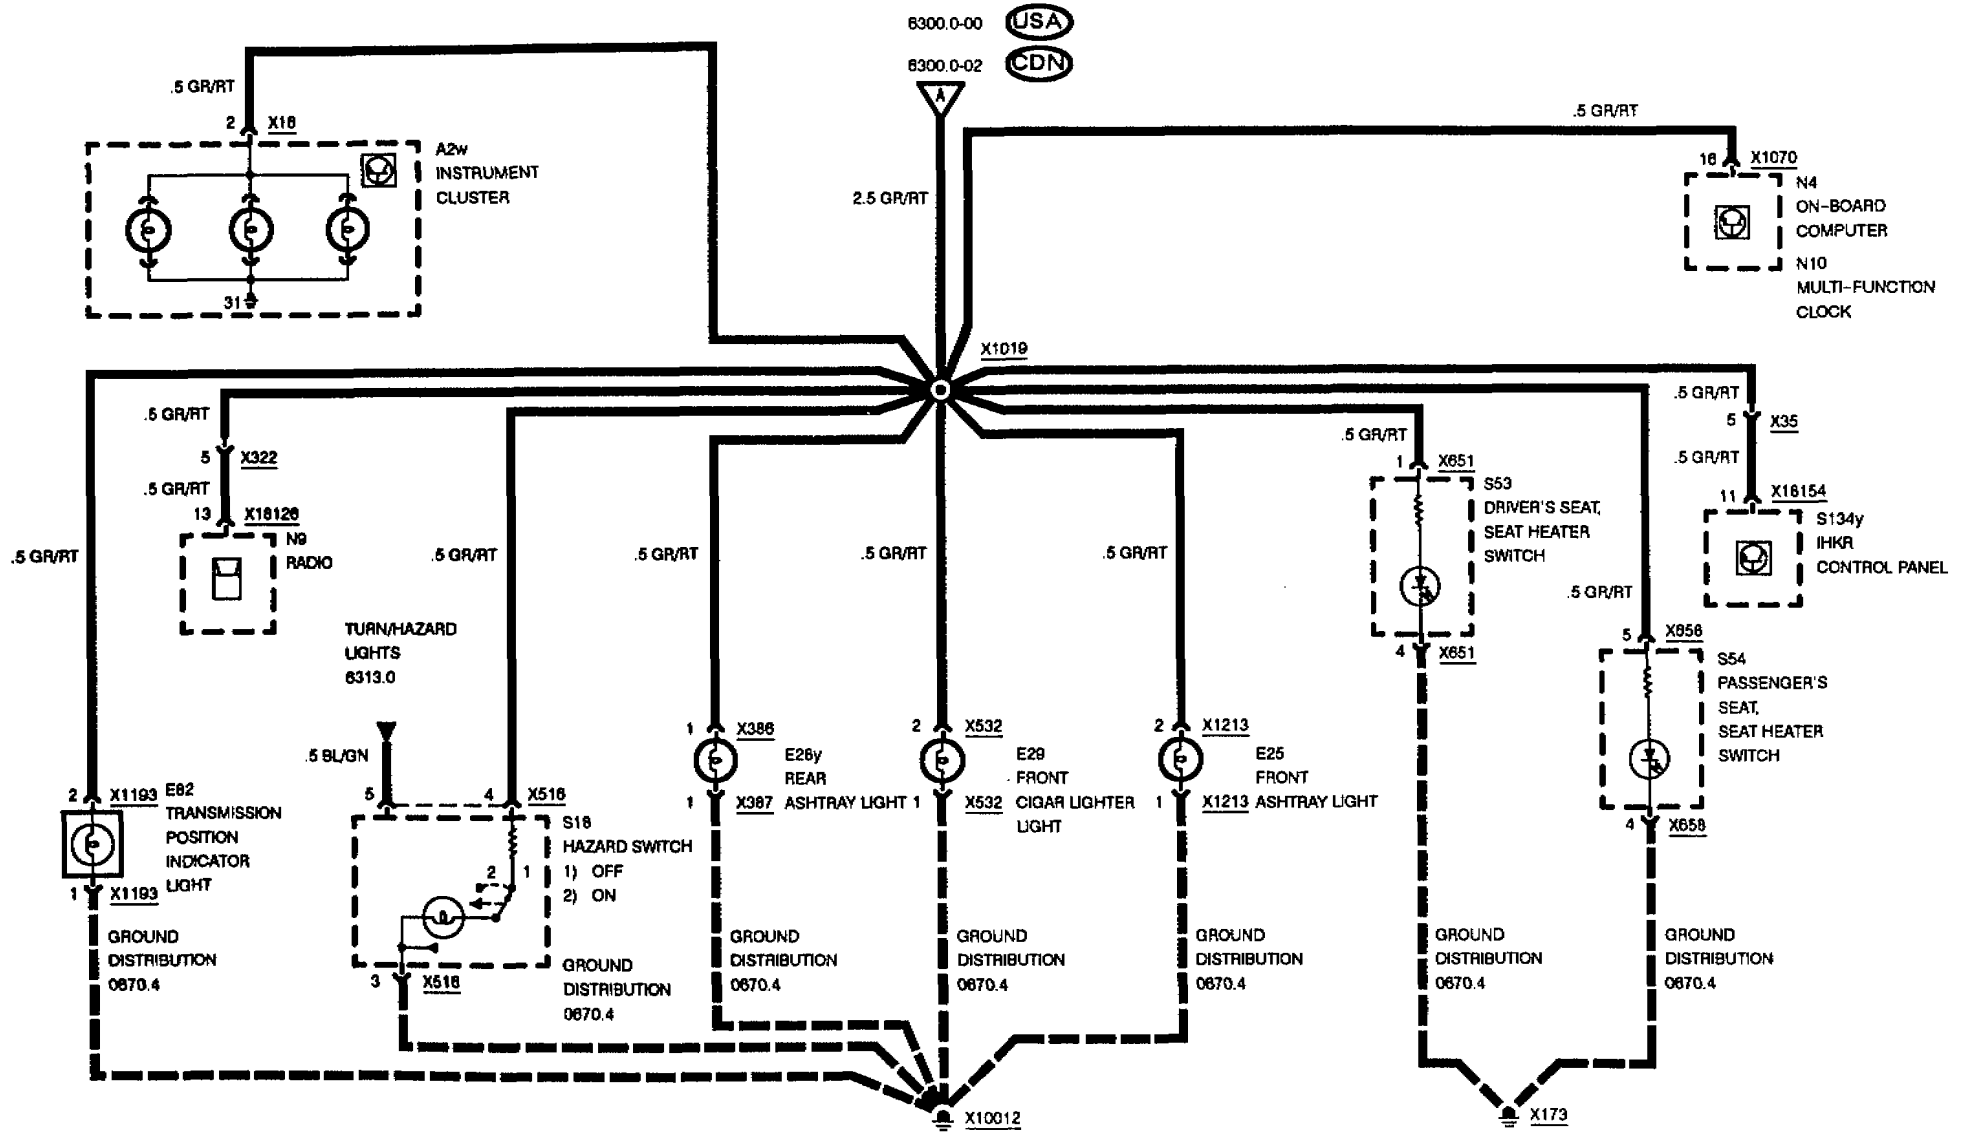 6300.0-00 USA
6300.0-02 CDN
A
.5 GR/RT
2 X16
A2w
INSTRUMENT
CLUSTER
31
2.5 GR/RT
.5 GR/RT
16 X1070
N4
ON-BOARD
COMPUTER
N10
MULTI-FUNCTION
CLOCK
X1019
.5 GR/RT
5 X322
.5 GR/RT
13 X18126
N9
RADIO
.5 GR/RT
.5 GR/RT
.5 GR/RT
.5 GR/RT
.5 GR/RT
.5 GR/RT
1 X651
S53
DRIVER'S SEAT,
SEAT HEATER
SWITCH
4 X651
.5 GR/RT
5 X35
.5 GR/RT
11 X18154
S134y
IHKR
CONTROL PANEL
.5 GR/RT
5 X656
S54
PASSENGER'S
SEAT,
SEAT HEATER
SWITCH
4 X658
TURN/HAZARD
LIGHTS
6313.0
.5 BL/GN
2 X1193
E82
TRANSMISSION
POSITION
INDICATOR
LIGHT
1 X1193
5 4 X516
S18
HAZARD SWITCH
1) OFF
2) ON
2 1
3 X518
1 X386
E26y
REAR
ASHTRAY LIGHT
1 X387
2 X532
E29
FRONT
CIGAR LIGHTER
LIGHT
1 X532
2 X1213
E25
FRONT
ASHTRAY LIGHT
1 X1213
GROUND
DISTRIBUTION
0670.4
GROUND
DISTRIBUTION
0670.4
GROUND
DISTRIBUTION
0670.4
GROUND
DISTRIBUTION
0670.4
GROUND
DISTRIBUTION
0670.4
GROUND
DISTRIBUTION
0670.4
GROUND
DISTRIBUTION
0670.4
X10012
X173